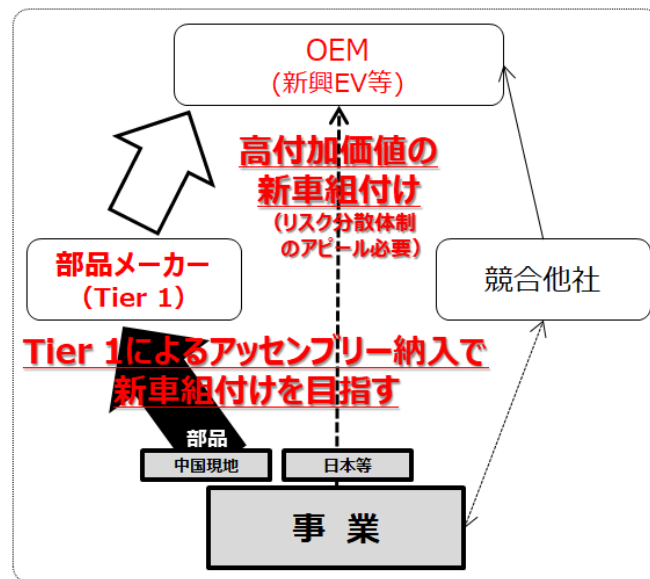 OEM
(新興EV等)
高付加価値の
新車組付け
(リスク分散体制
のアピール必要)
部品メーカー
(Tier 1)
競合他社
Tier 1によるアッセンブリー納入で
新車組付けを目指す
部品
中国現地
日本等
事 業